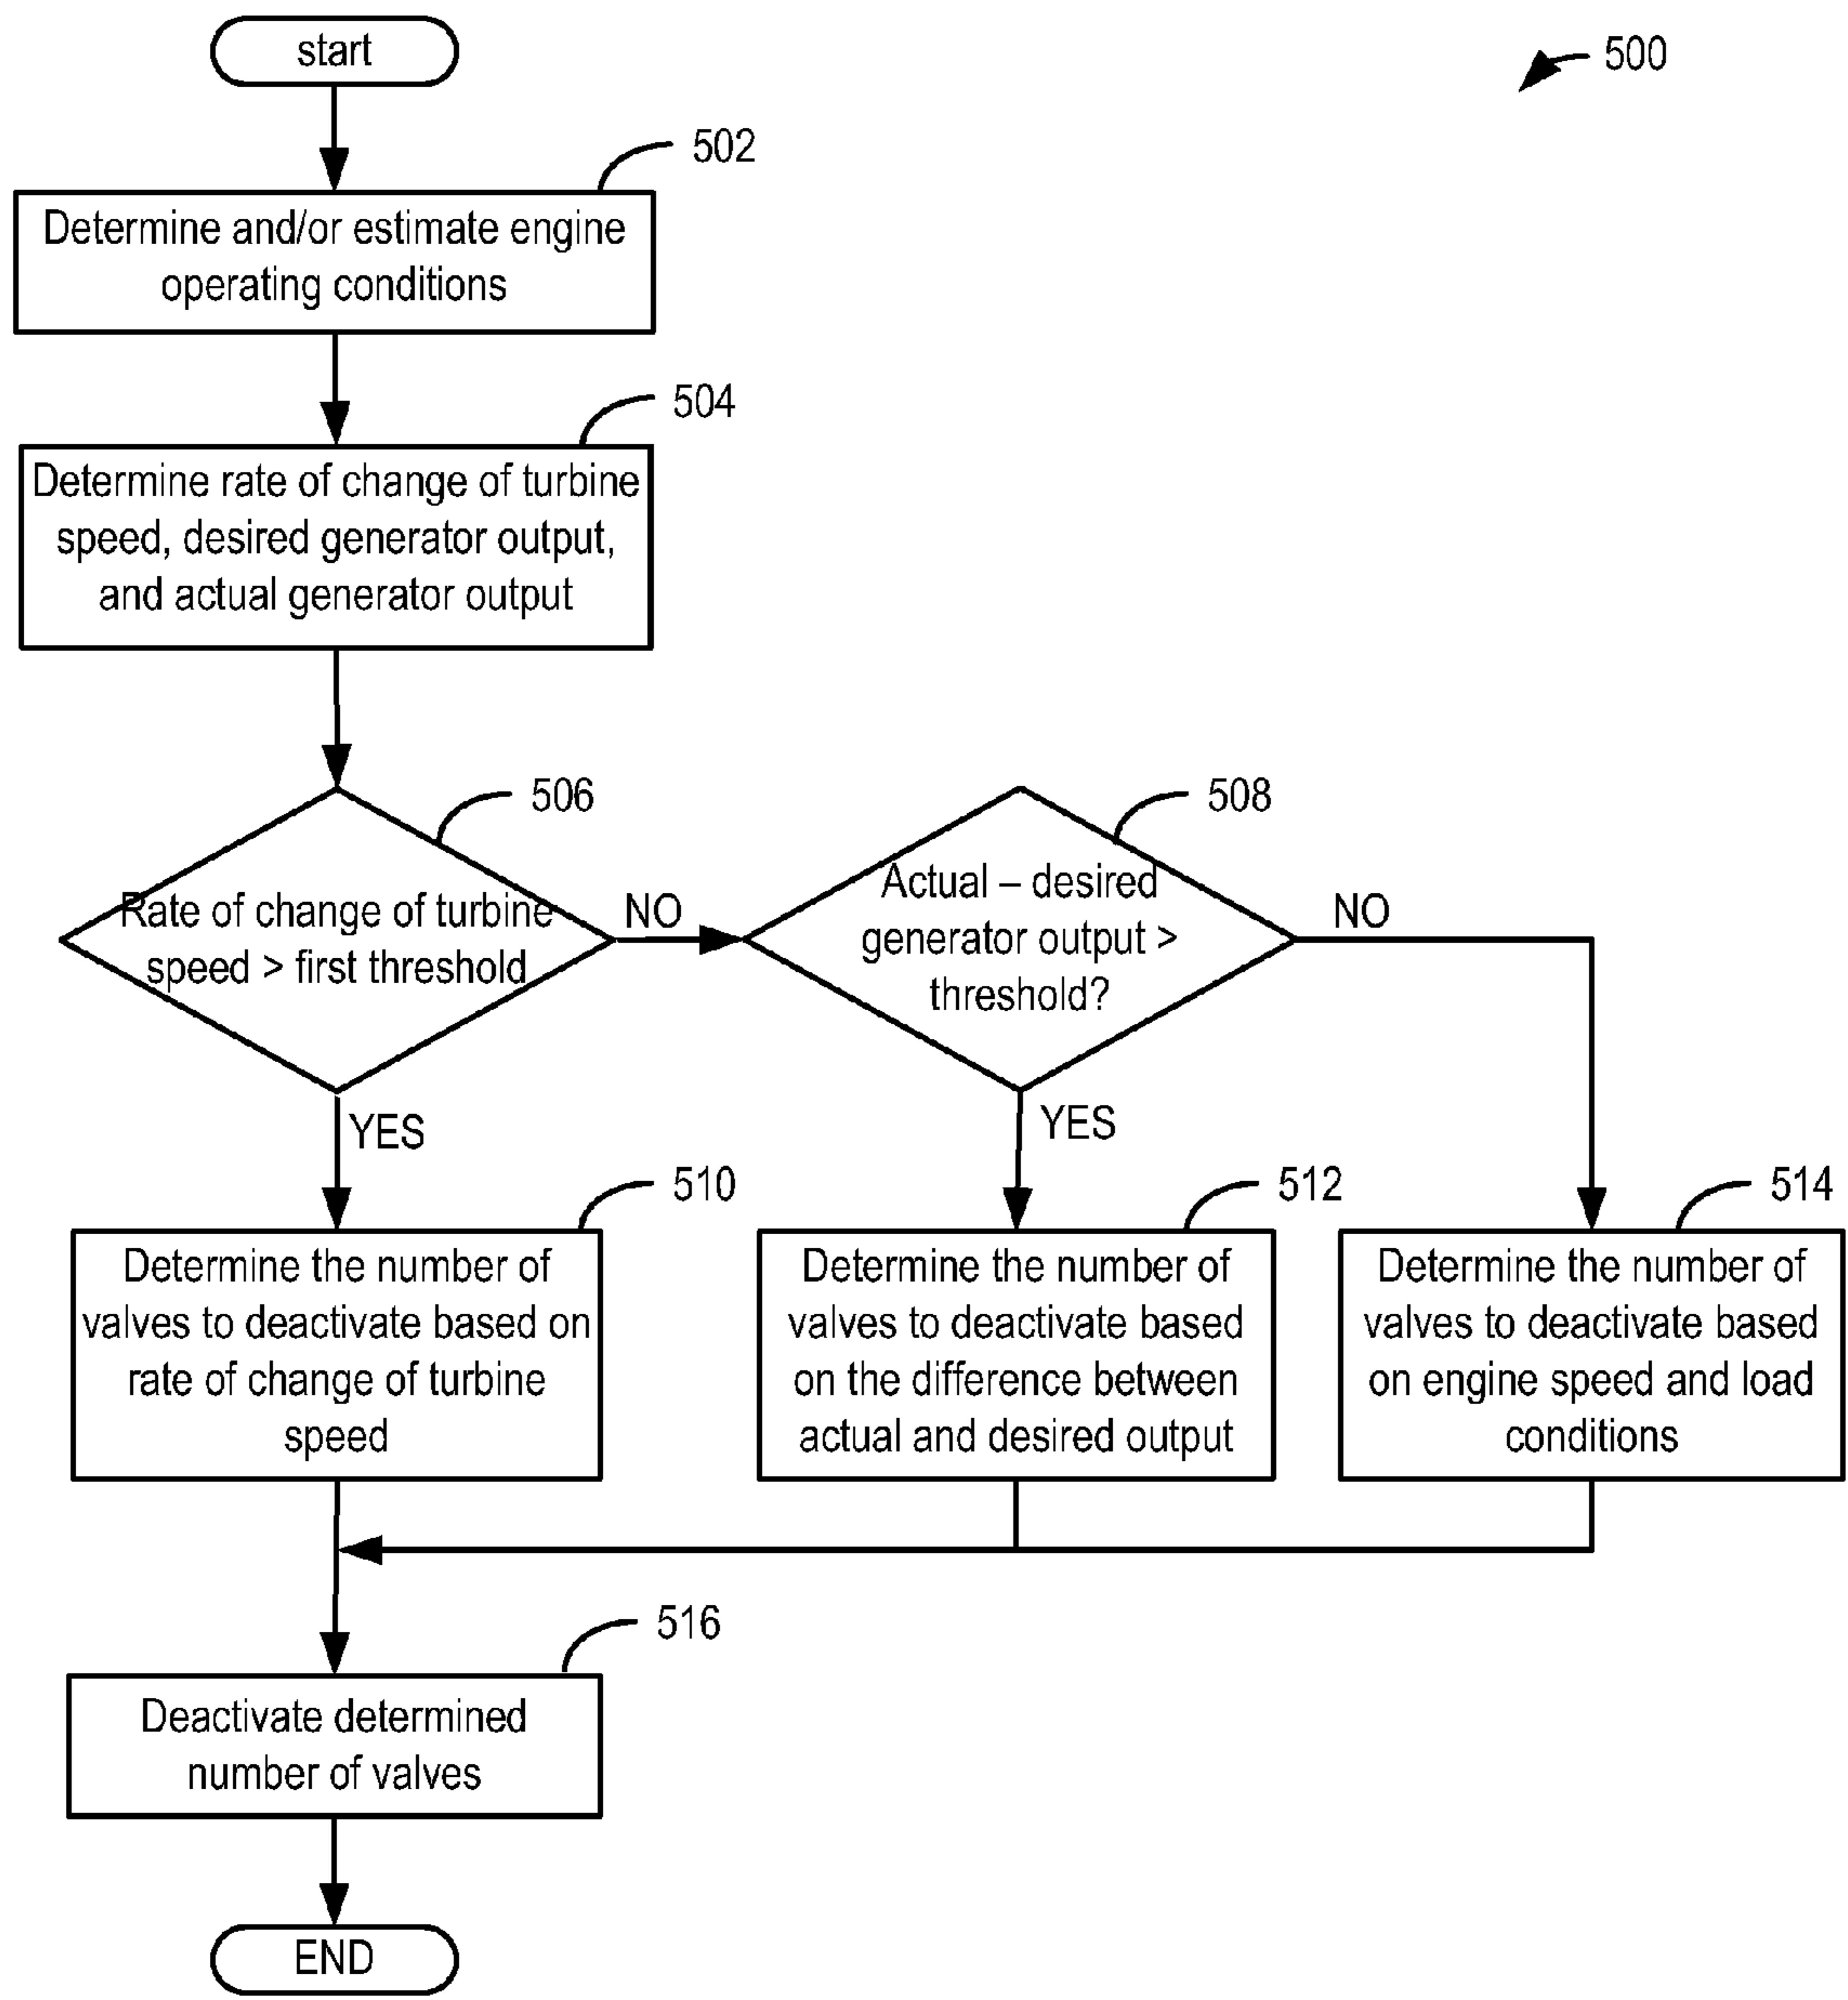 start
500
502
Determine and/or estimate engine
operating conditions
504
Determine rate of change of turbine
speed, desired generator output,
and actual generator output
506
Rate of change of turbine
speed > first threshold
NO
508
Actual – desired
generator output >
threshold?
NO
YES
YES
510
Determine the number of
valves to deactivate based on
rate of change of turbine
speed
512
Determine the number of
valves to deactivate based
on the difference between
actual and desired output
514
Determine the number of
valves to deactivate based
on engine speed and load
conditions
516
Deactivate determined
number of valves
END